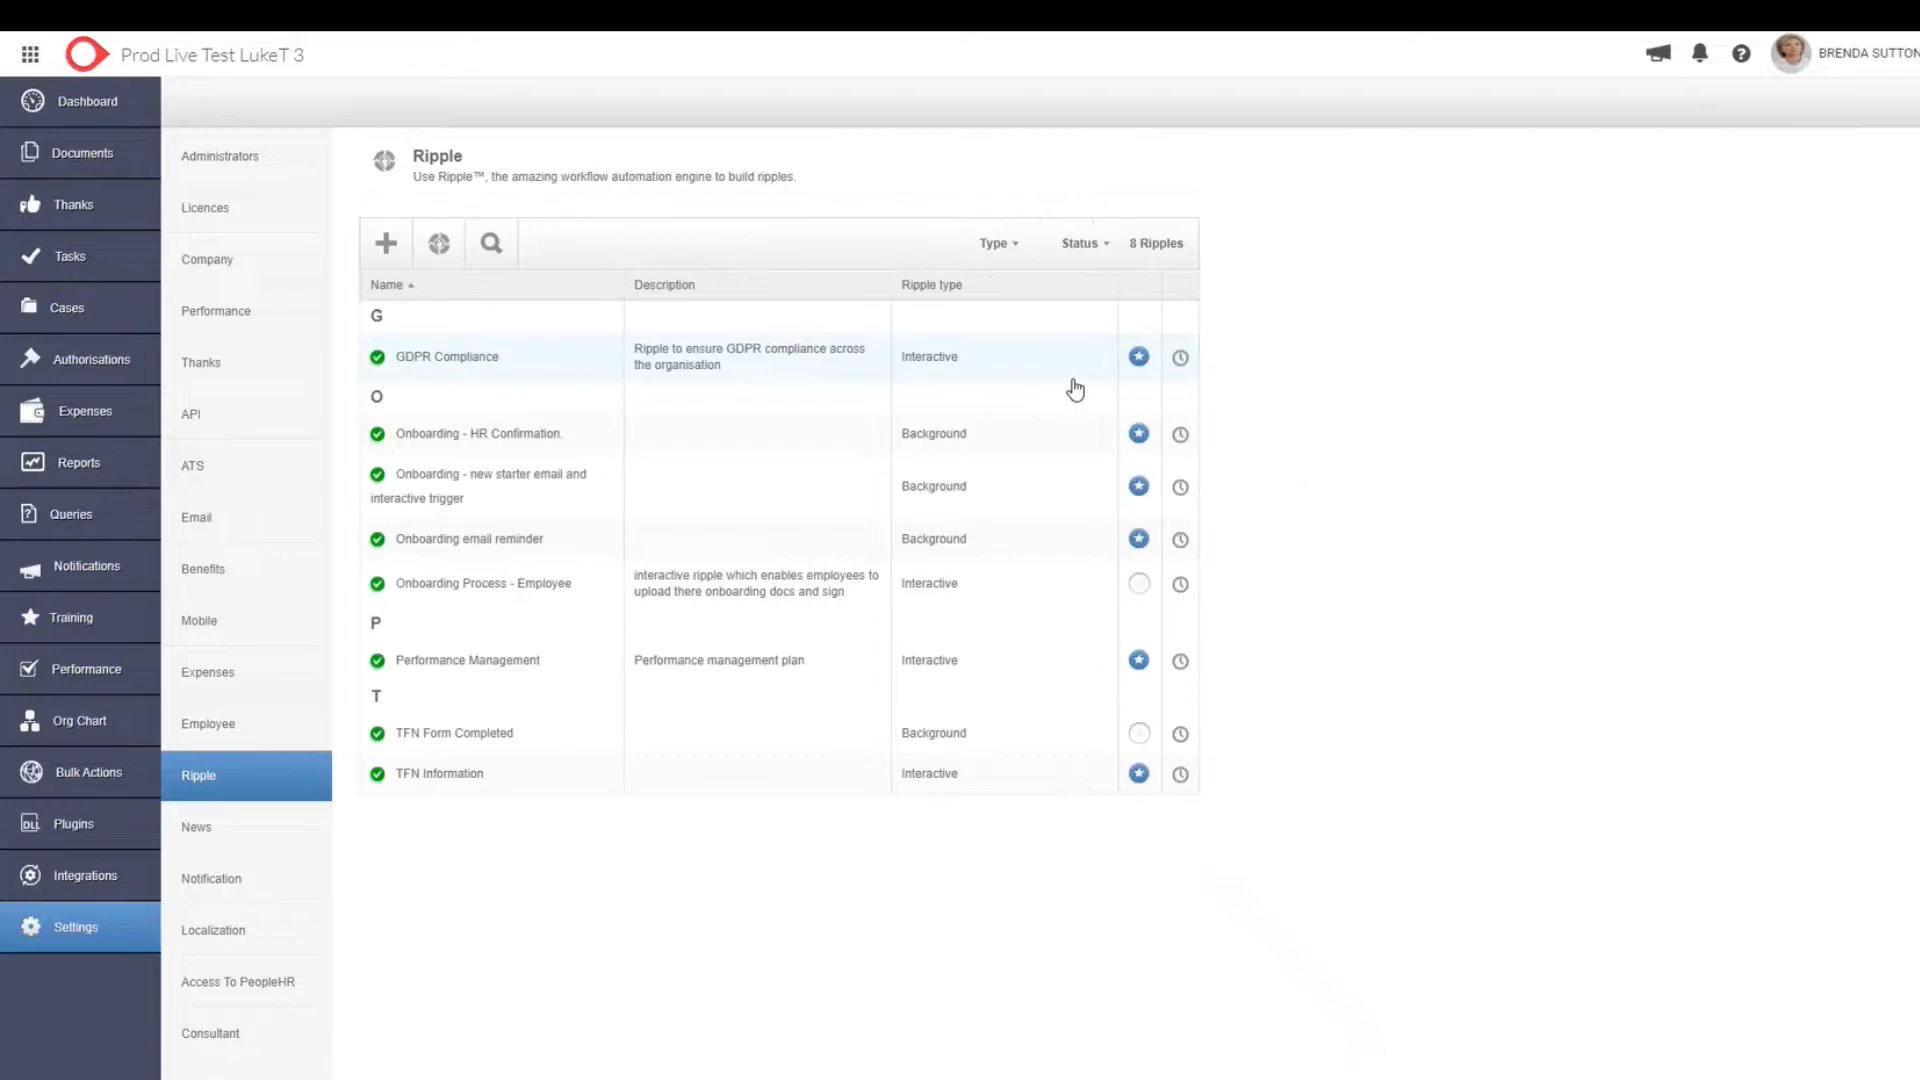 Prod Live Test LukeT 3
BRENDA SUTTON
Dashboard
Documents
Thanks
Tasks
Cases
Authorisations
Expenses
Reports
Queries
Notifications
Training
Performance
Org Chart
Bulk Actions
DLL
Plugins
Integrations
Settings
Administrators
Licences
Company
Performance
Thanks
API
ATS
Email
Benefits
Mobile
Expenses
Employee
Ripple
News
Notification
Localization
Access To PeopleHR
Consultant
Ripple
Use Ripple™, the amazing workflow automation engine to build ripples.
Type Status 8 Ripples
Name Description Ripple type
G
GDPR Compliance
Ripple to ensure GDPR compliance across
the organisation
Interactive
O
Onboarding - HR Confirmation. Background
Onboarding - new starter email and
interactive trigger
Background
Onboarding email reminder Background
Onboarding Process - Employee
interactive ripple which enables employees to
upload there onboarding docs and sign
Interactive
P
Performance Management Performance management plan Interactive
T
TFN Form Completed Background
TFN Information Interactive